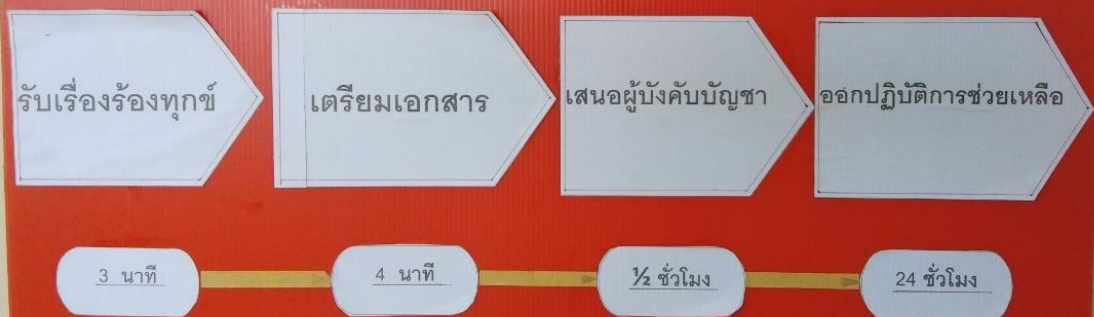 รับเรื่องร้องทุกข์
เตรียมเอกสาร
เสนอผู้บังคับบัญชา
ออกปฏิบัติการช่วยเหลือ
3 นาที
4 นาที
½ ชั่วโมง
24 ชั่วโมง